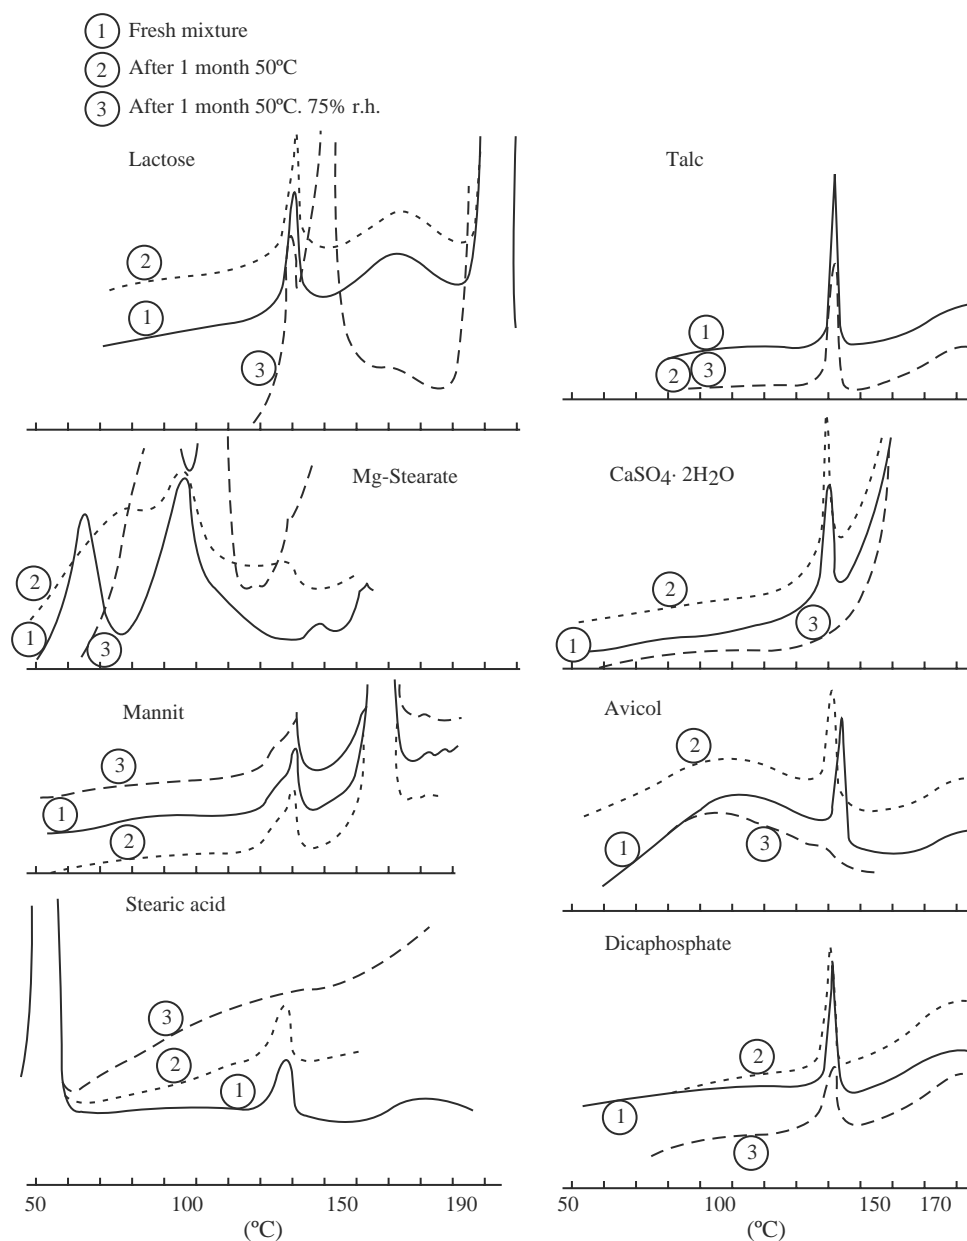 1 Fresh mixture
2 After 1 month 50ºC
3 After 1 month 50ºC. 75% r.h.
Lactose
2
1
3
Talc
1
2 3
Mg-Stearate
2
1
3
CaSO4· 2H2O
2
3
1
Mannit
3
1
2
Avicol
2
1
3
Stearic acid
3
2
1
Dicaphosphate
2
1
3
50 100 150 190
(ºC)
50 100 150 170
(ºC)